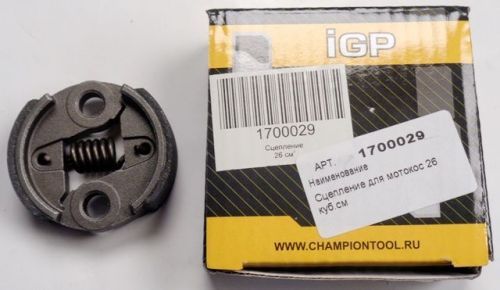 iGP
1700029
Сцепление
26 см
АРТ. 1700029
Наименование
Сцепление для мотокос 26
куб.см
WWW.CHAMPIONTOOL.RU